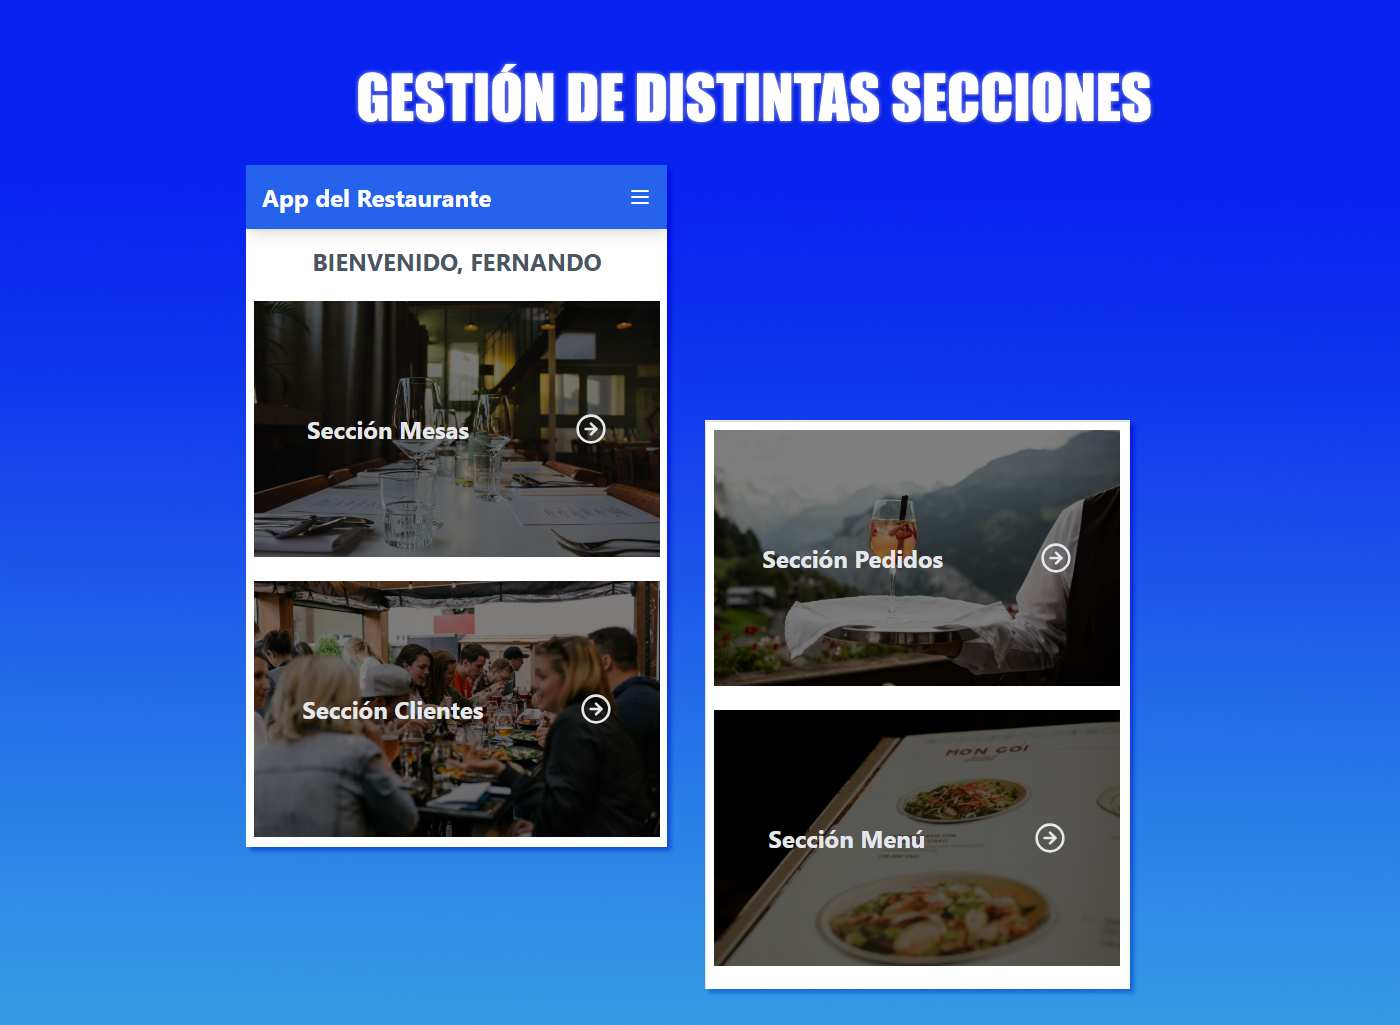 GESTIÓN DE DISTINTAS SECCIONES
App del Restaurante
BIENVENIDO, FERNANDO
Sección Mesas
Sección Clientes
Sección Pedidos
MON COI
Sección Menú